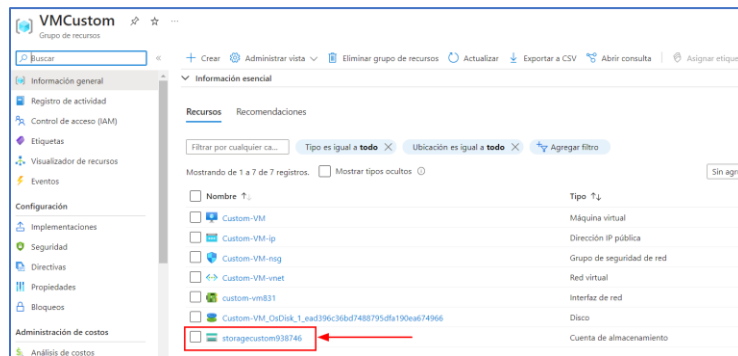 VMCustom
Grupo de recursos
Buscar
Crear Administrar vista Eliminar grupo de recursos Actualizar Exportar a CSV Abrir consulta Asignar etique
Información esencial
Información general
Registro de actividad
Control de acceso (IAM)
Etiquetas
Visualizador de recursos
Eventos
Configuración
Implementaciones
Seguridad
Directivas
Propiedades
Bloqueos
Administración de costos
Análisis de costos
Recursos Recomendaciones
Filtrar por cualquier ca... Tipo es igual a todo Ubicación es igual a todo Agregar filtro
Mostrando de 1 a 7 de 7 registros. Mostrar tipos ocultos Sin agr
Nombre Tipo
Custom-VM Máquina virtual
Custom-VM-ip Dirección IP pública
Custom-VM-nsg Grupo de seguridad de red
Custom-VM-vnet Red virtual
custom-vm831 Interfaz de red
Custom-VM_OsDisk_1_ead396c36bd7488795dfa190ea674966 Disco
storagecustom938746 Cuenta de almacenamiento